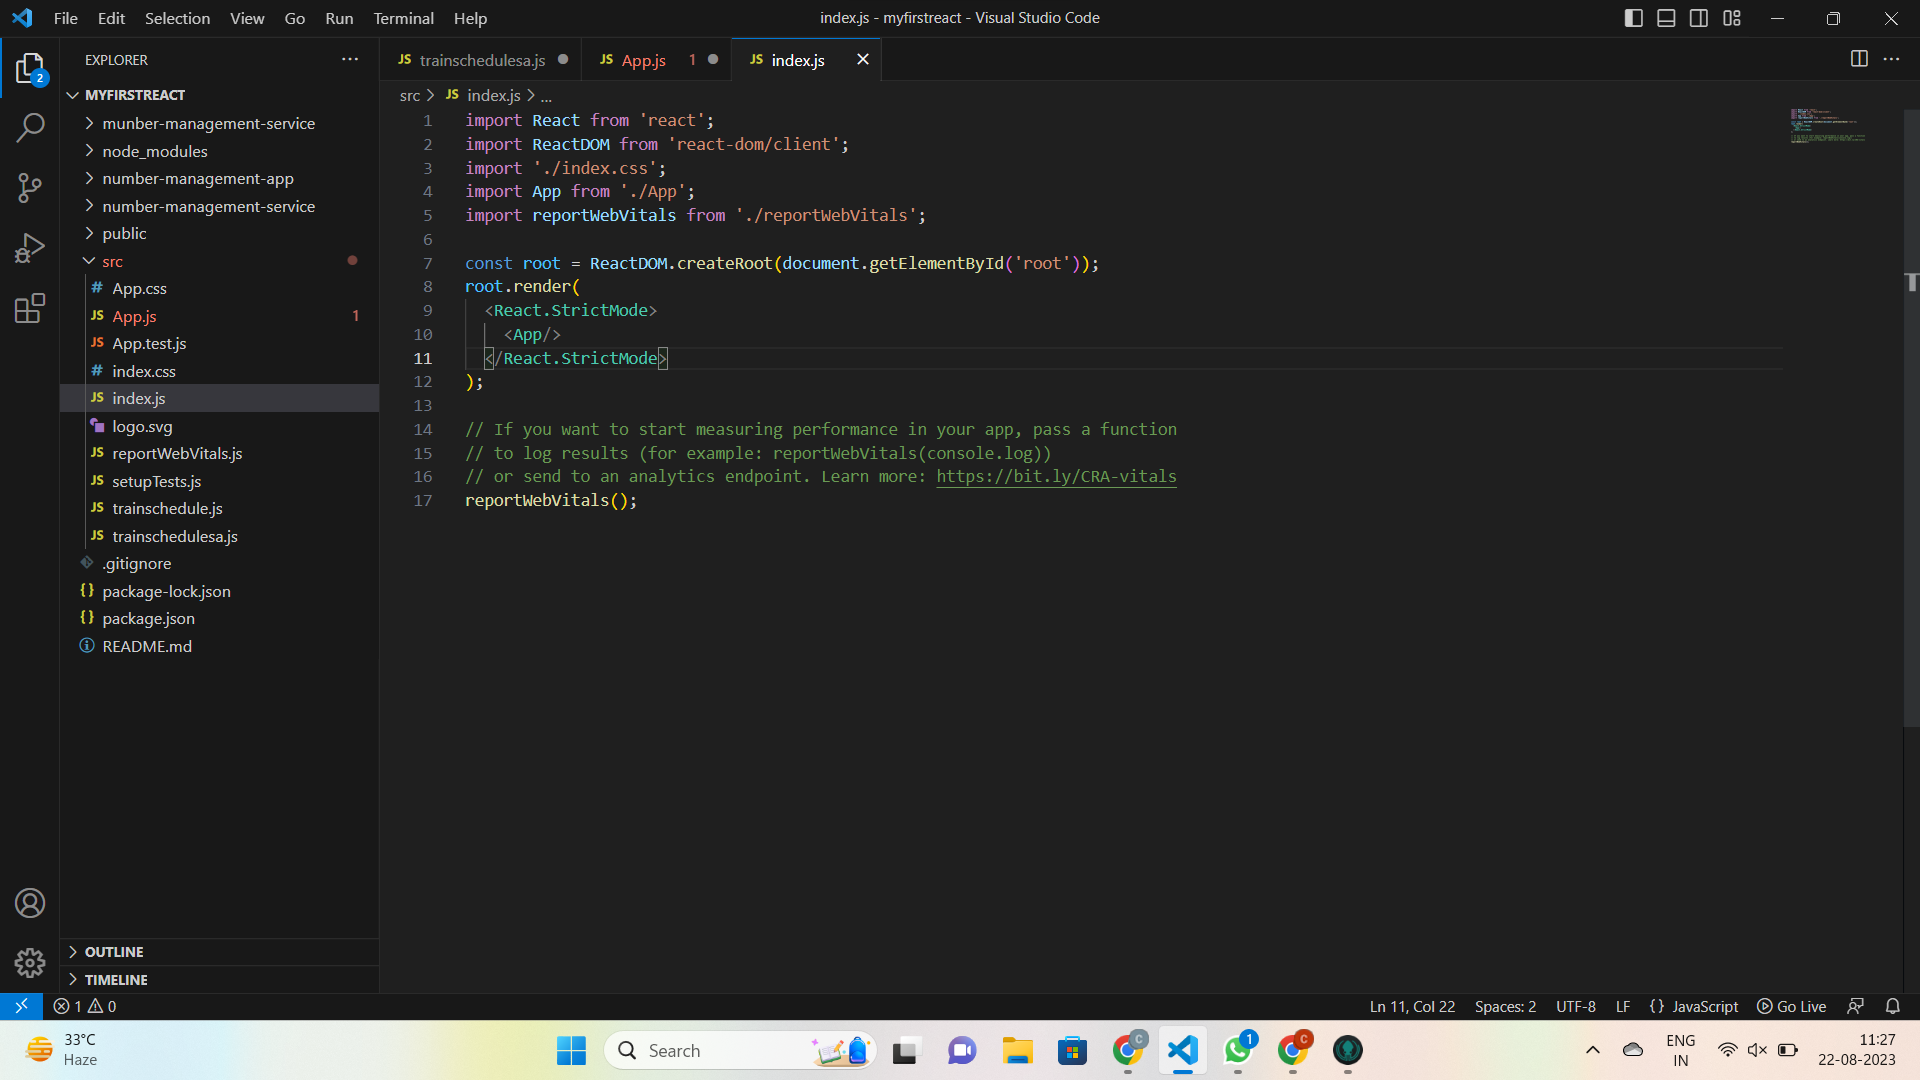 File Edit Selection View Go Run Terminal Help
index.js - myfirstreact - Visual Studio Code
EXPLORER
2
MYFIRSTREACT
munber-management-service
node_modules
number-management-app
number-management-service
public
src
# App.css
JS App.js 1
JS App.test.js
# index.css
JS index.js
logo.svg
JS reportWebVitals.js
JS setupTests.js
JS trainschedule.js
JS trainschedulesa.js
.gitignore
{} package-lock.json
{} package.json
README.md
OUTLINE
TIMELINE
JS trainschedulesa.js
JS App.js 1
JS index.js
src > JS index.js > ...
1 import React from 'react';
2 import ReactDOM from 'react-dom/client';
3 import './index.css';
4 import App from './App';
5 import reportWebVitals from './reportWebVitals';
6
7 const root = ReactDOM.createRoot(document.getElementById('root'));
8 root.render(
9 <React.StrictMode>
10 <App/>
11 </React.StrictMode>
12 );
13
14 // If you want to start measuring performance in your app, pass a function
15 // to log results (for example: reportWebVitals(console.log))
16 // or send to an analytics endpoint. Learn more: https://bit.ly/CRA-vitals
17 reportWebVitals();
1 0
Ln 11, Col 22 Spaces: 2 UTF-8 LF {} JavaScript Go Live
33°C
Haze
Search
C
1
C
ENG
IN
11:27
22-08-2023